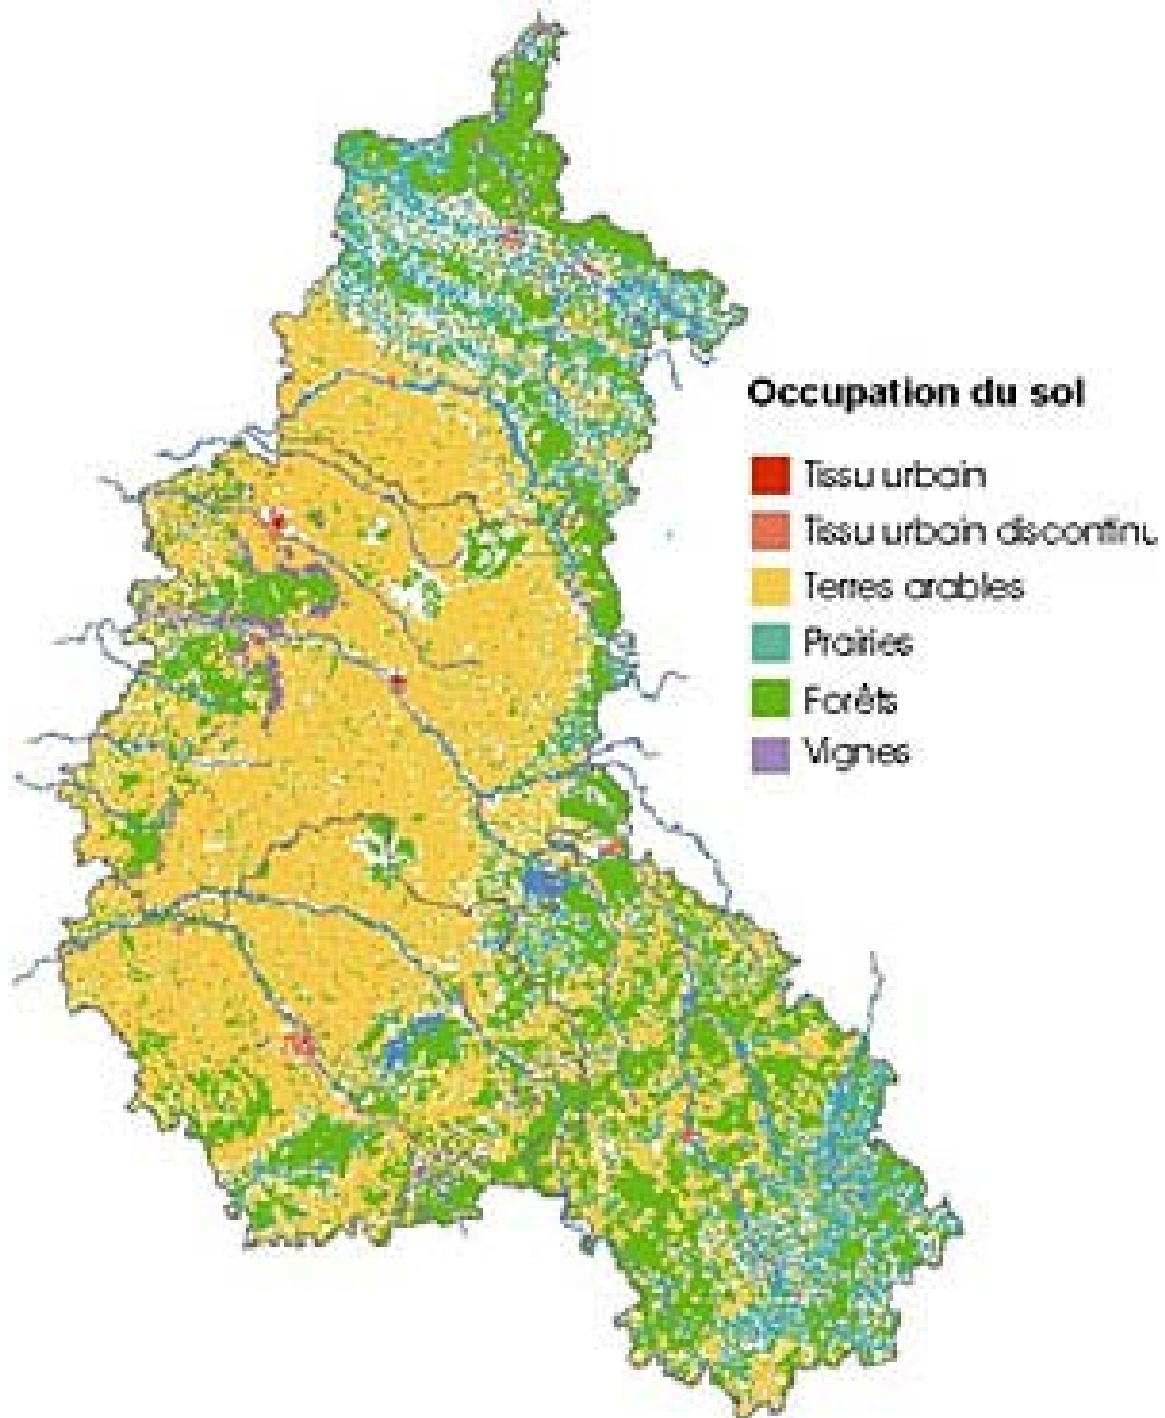 Occupation du sol
Tissu urbain
Tissu urbain discontinu
Terres arables
Prairies
Forêts
Vignes